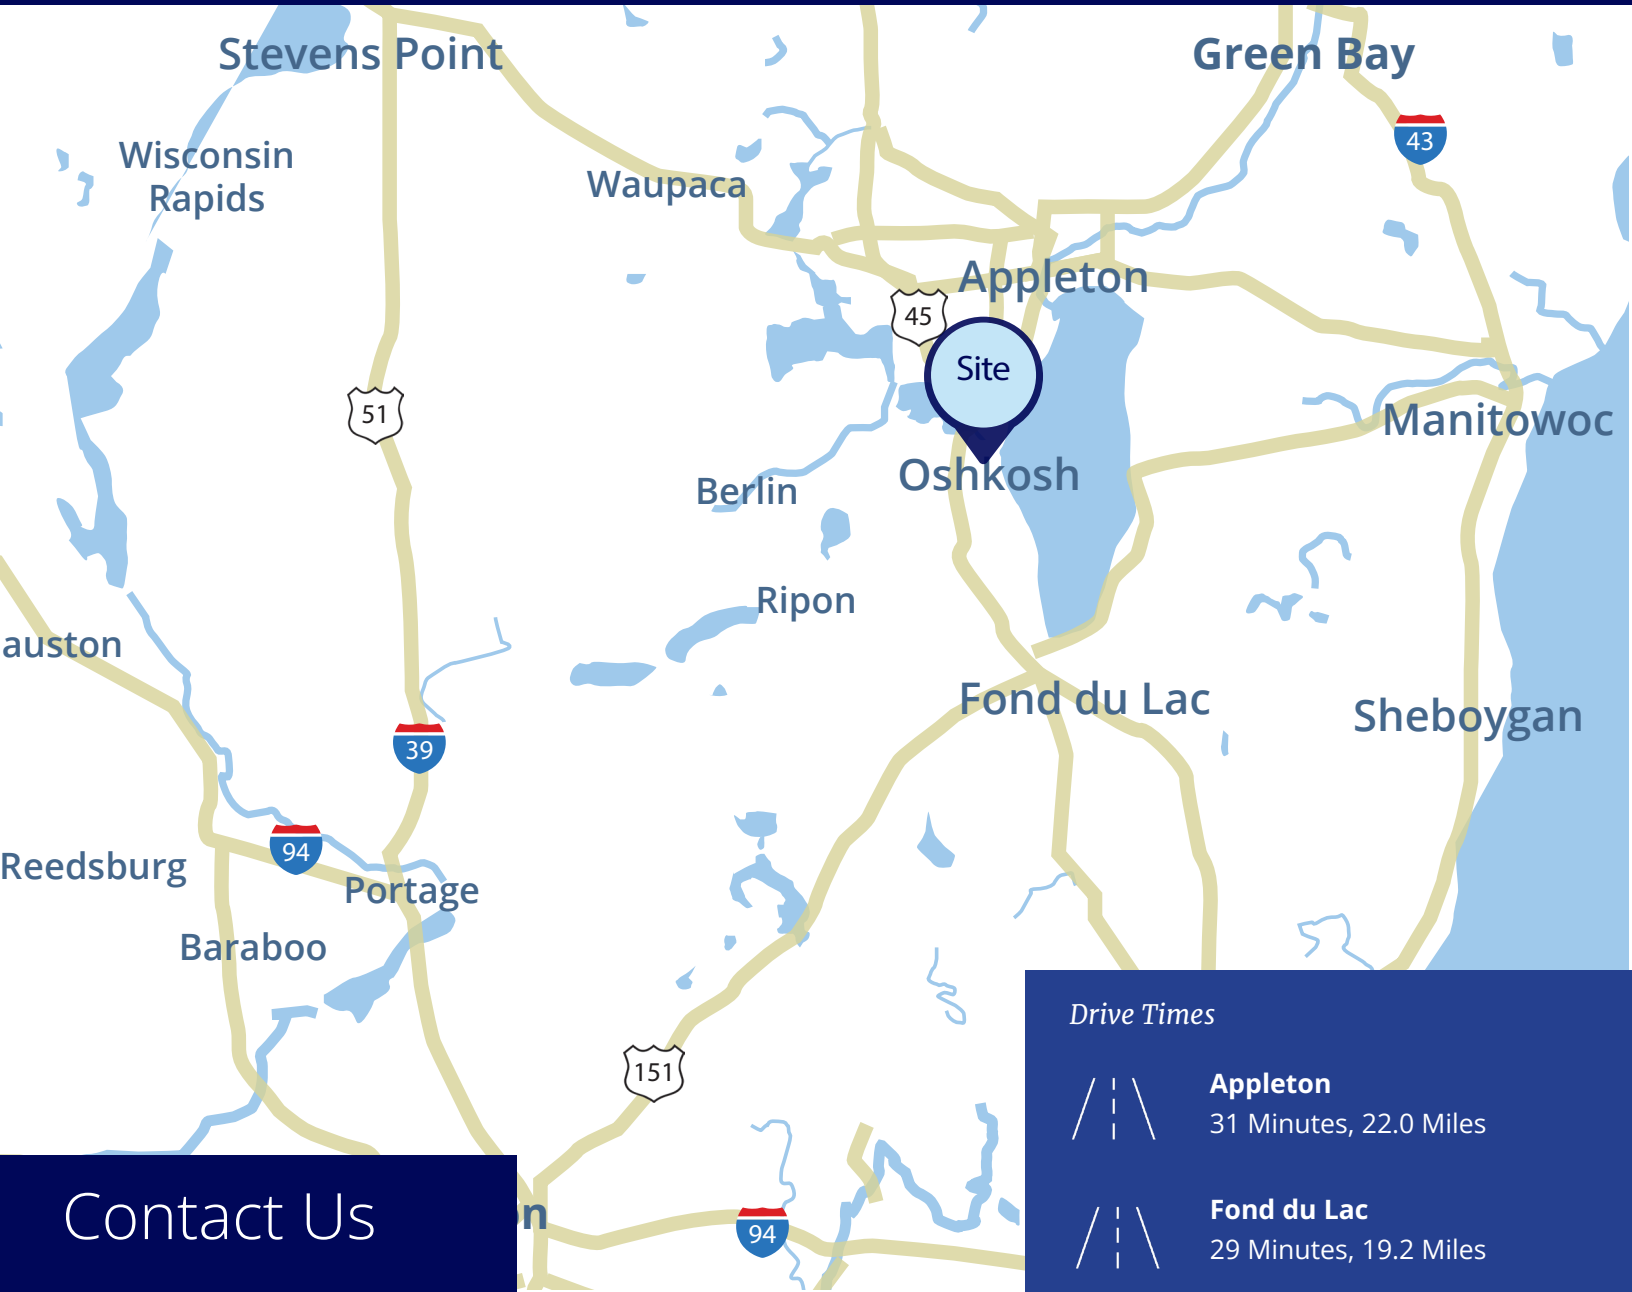 Stevens Point
Green Bay
43
Wisconsin
Rapids
Waupaca
Appleton
45
Site
51
Manitowoc
Oshkosh
Berlin
Ripon
auston
Fond du Lac
Sheboygan
39
94
Reedsburg
Portage
Baraboo
151
Drive Times
Appleton
31 Minutes, 22.0 Miles
Fond du Lac
29 Minutes, 19.2 Miles
Contact Us
n
94